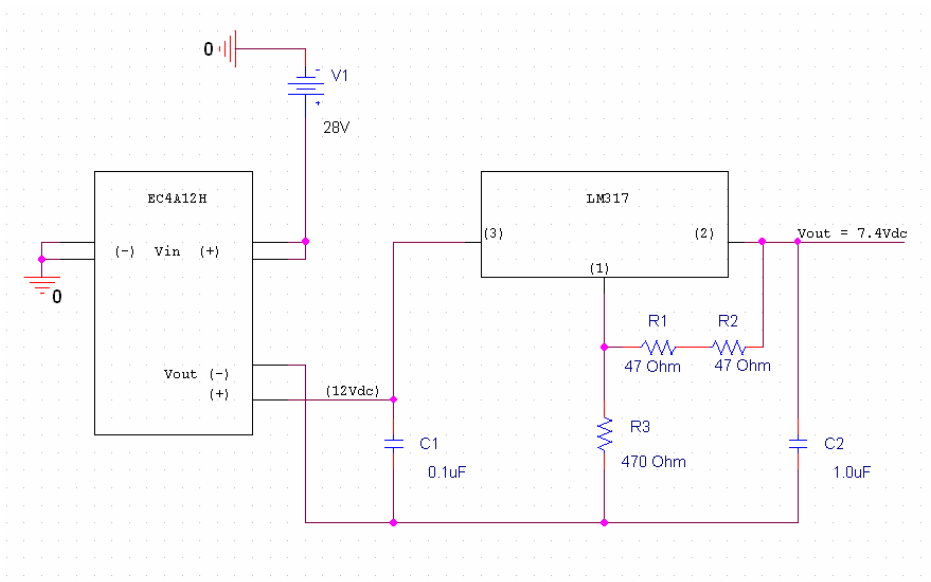 0
-
V1
+
28V
EC4A12H
(-) Vin (+)
0
Vout (-)
(+)
(12Vdc)
LM317
(3)
(2)
(1)
Vout = 7.4Vdc
R1
R2
47 Ohm
47 Ohm
R3
470 Ohm
C1
0.1uF
C2
1.0uF